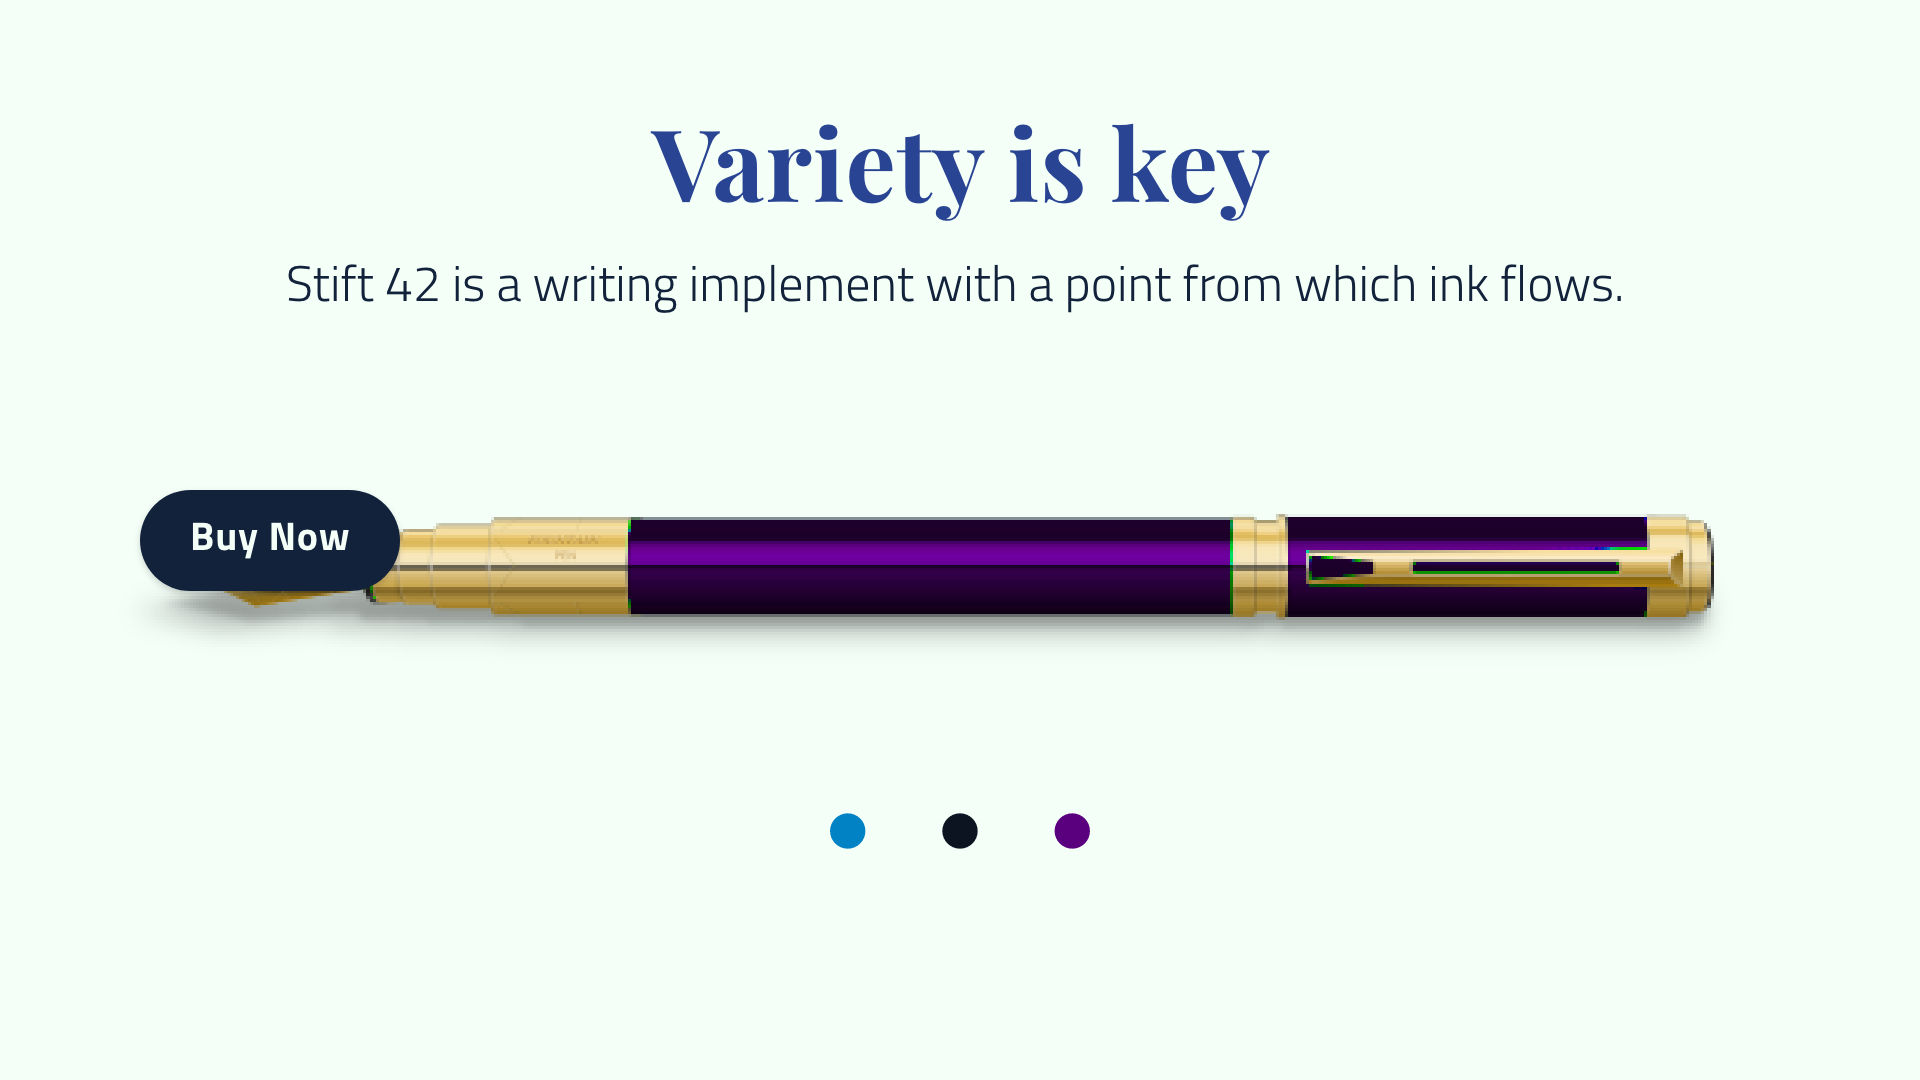 Variety is key
Stift 42 is a writing implement with a point from which ink flows.
Buy Now